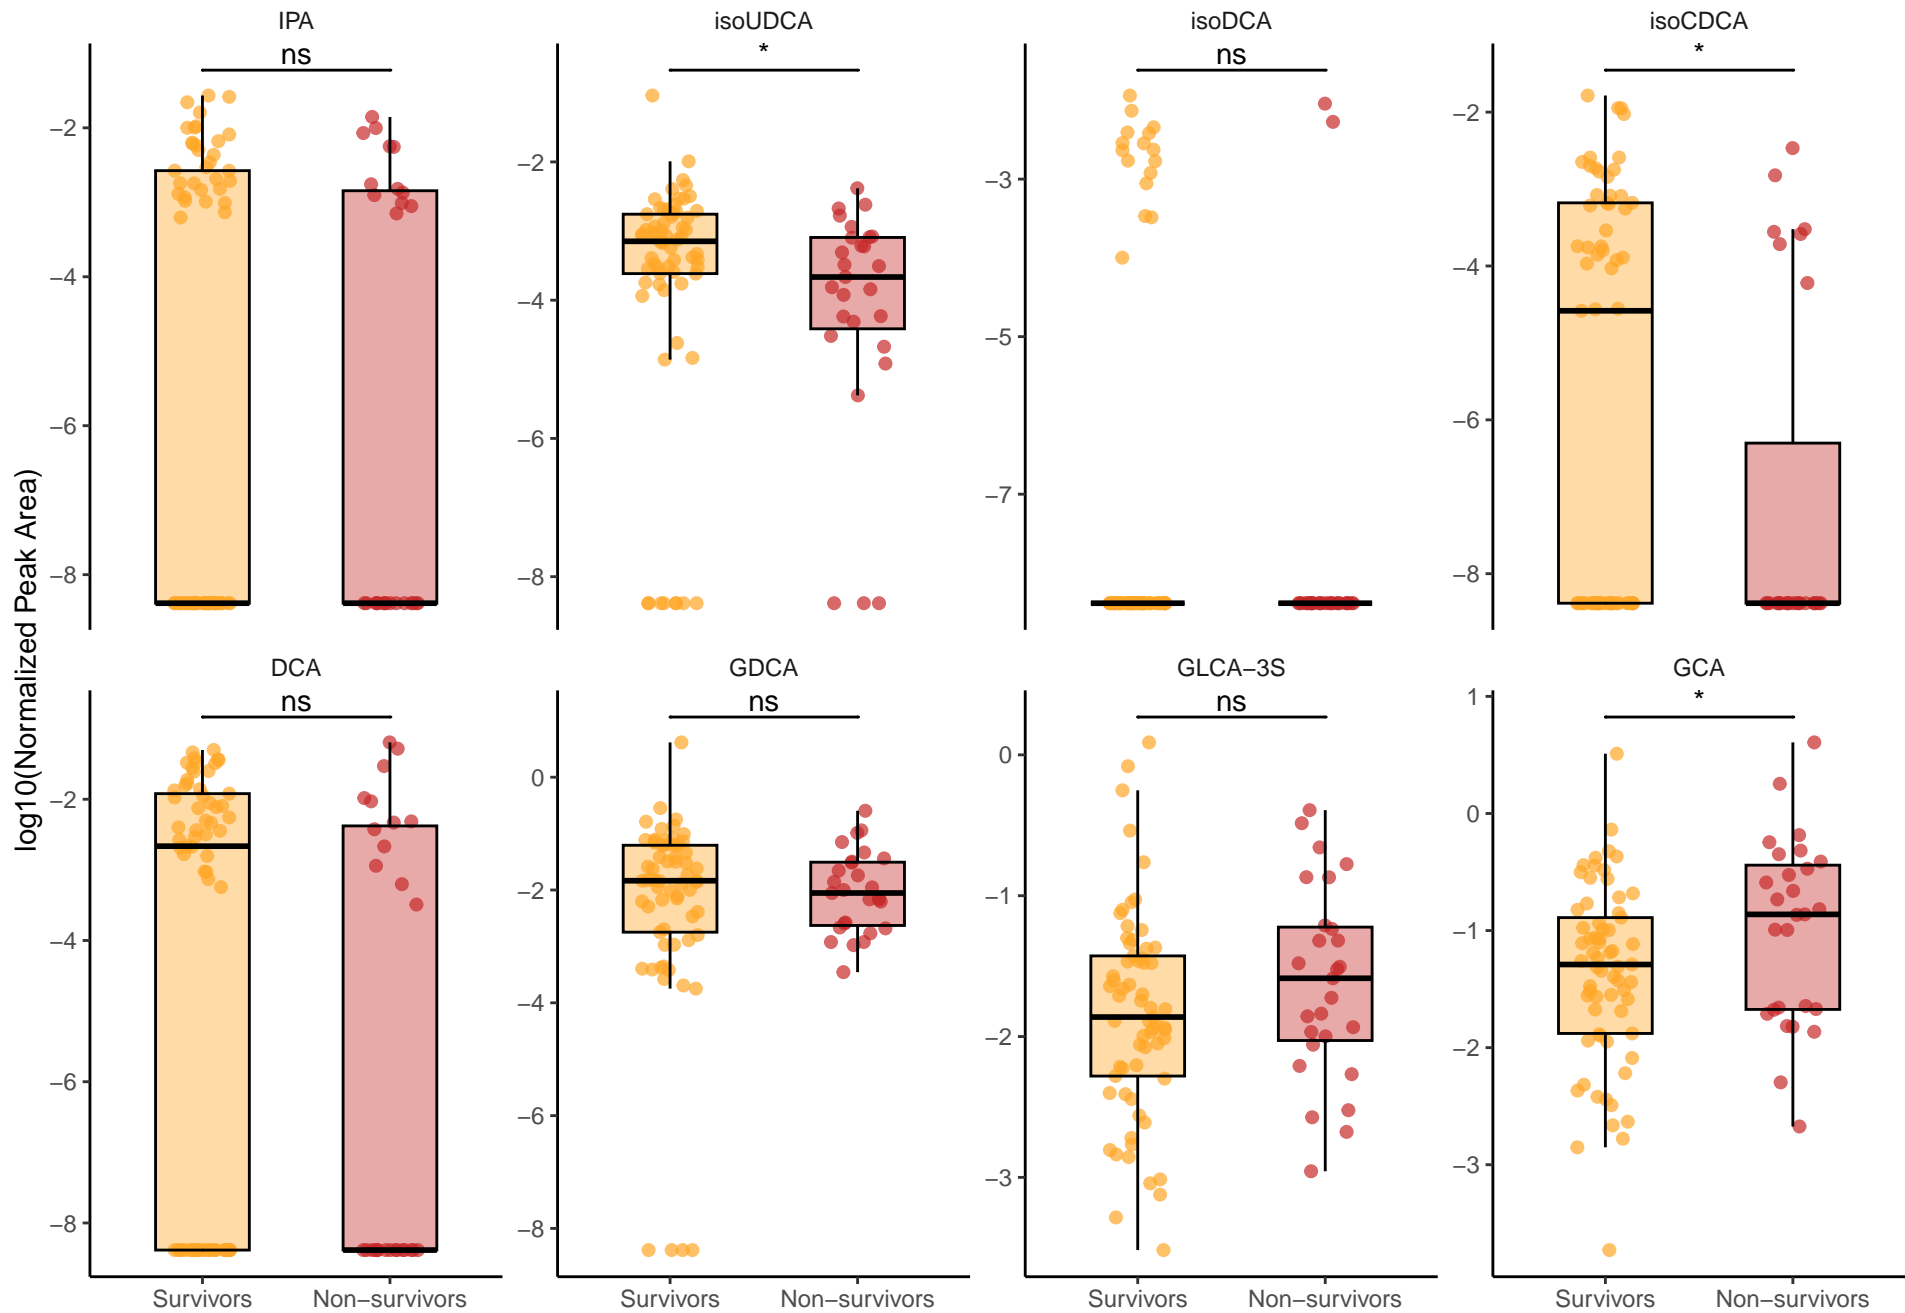 IPA
ns
−2
−4
−6
−8
isoUDCA
*
−2
−4
−6
−8
isoDCA
ns
−3
−5
−7
isoCDCA
*
−2
−4
−6
−8
log10(Normalized Peak Area)
DCA
ns
−2
−4
−6
−8
Survivors
Non−survivors
GDCA
ns
0
−2
−4
−6
−8
Survivors
Non−survivors
GLCA−3S
ns
0
−1
−2
−3
Survivors
Non−survivors
GCA
*
1
0
−1
−2
−3
Survivors
Non−survivors